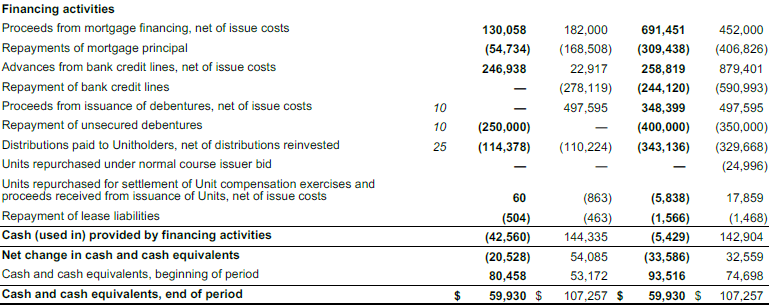 Financing activities
Proceeds from mortgage financing, net of issue costs 130,058 182,000 691,451 452,000
Repayments of mortgage principal (54,734) (168,508) (309,438) (406,826)
Advances from bank credit lines, net of issue costs 246,938 22,917 258,819 879,401
Repayment of bank credit lines — (278,119) (244,120) (590,993)
Proceeds from issuance of debentures, net of issue costs 10 — 497,595 348,399 497,595
Repayment of unsecured debentures 10 (250,000) — (400,000) (350,000)
Distributions paid to Unitholders, net of distributions reinvested 25 (114,378) (110,224) (343,136) (329,668)
Units repurchased under normal course issuer bid — — — (24,996)
Units repurchased for settlement of Unit compensation exercises and
proceeds received from issuance of Units, net of issue costs 60 (863) (5,838) 17,859
Repayment of lease liabilities (504) (463) (1,566) (1,468)
Cash (used in) provided by financing activities (42,560) 144,335 (5,429) 142,904
Net change in cash and cash equivalents (20,528) 54,085 (33,586) 32,559
Cash and cash equivalents, beginning of period 80,458 53,172 93,516 74,698
Cash and cash equivalents, end of period $ 59,930 $ 107,257 $ 59,930 $ 107,257